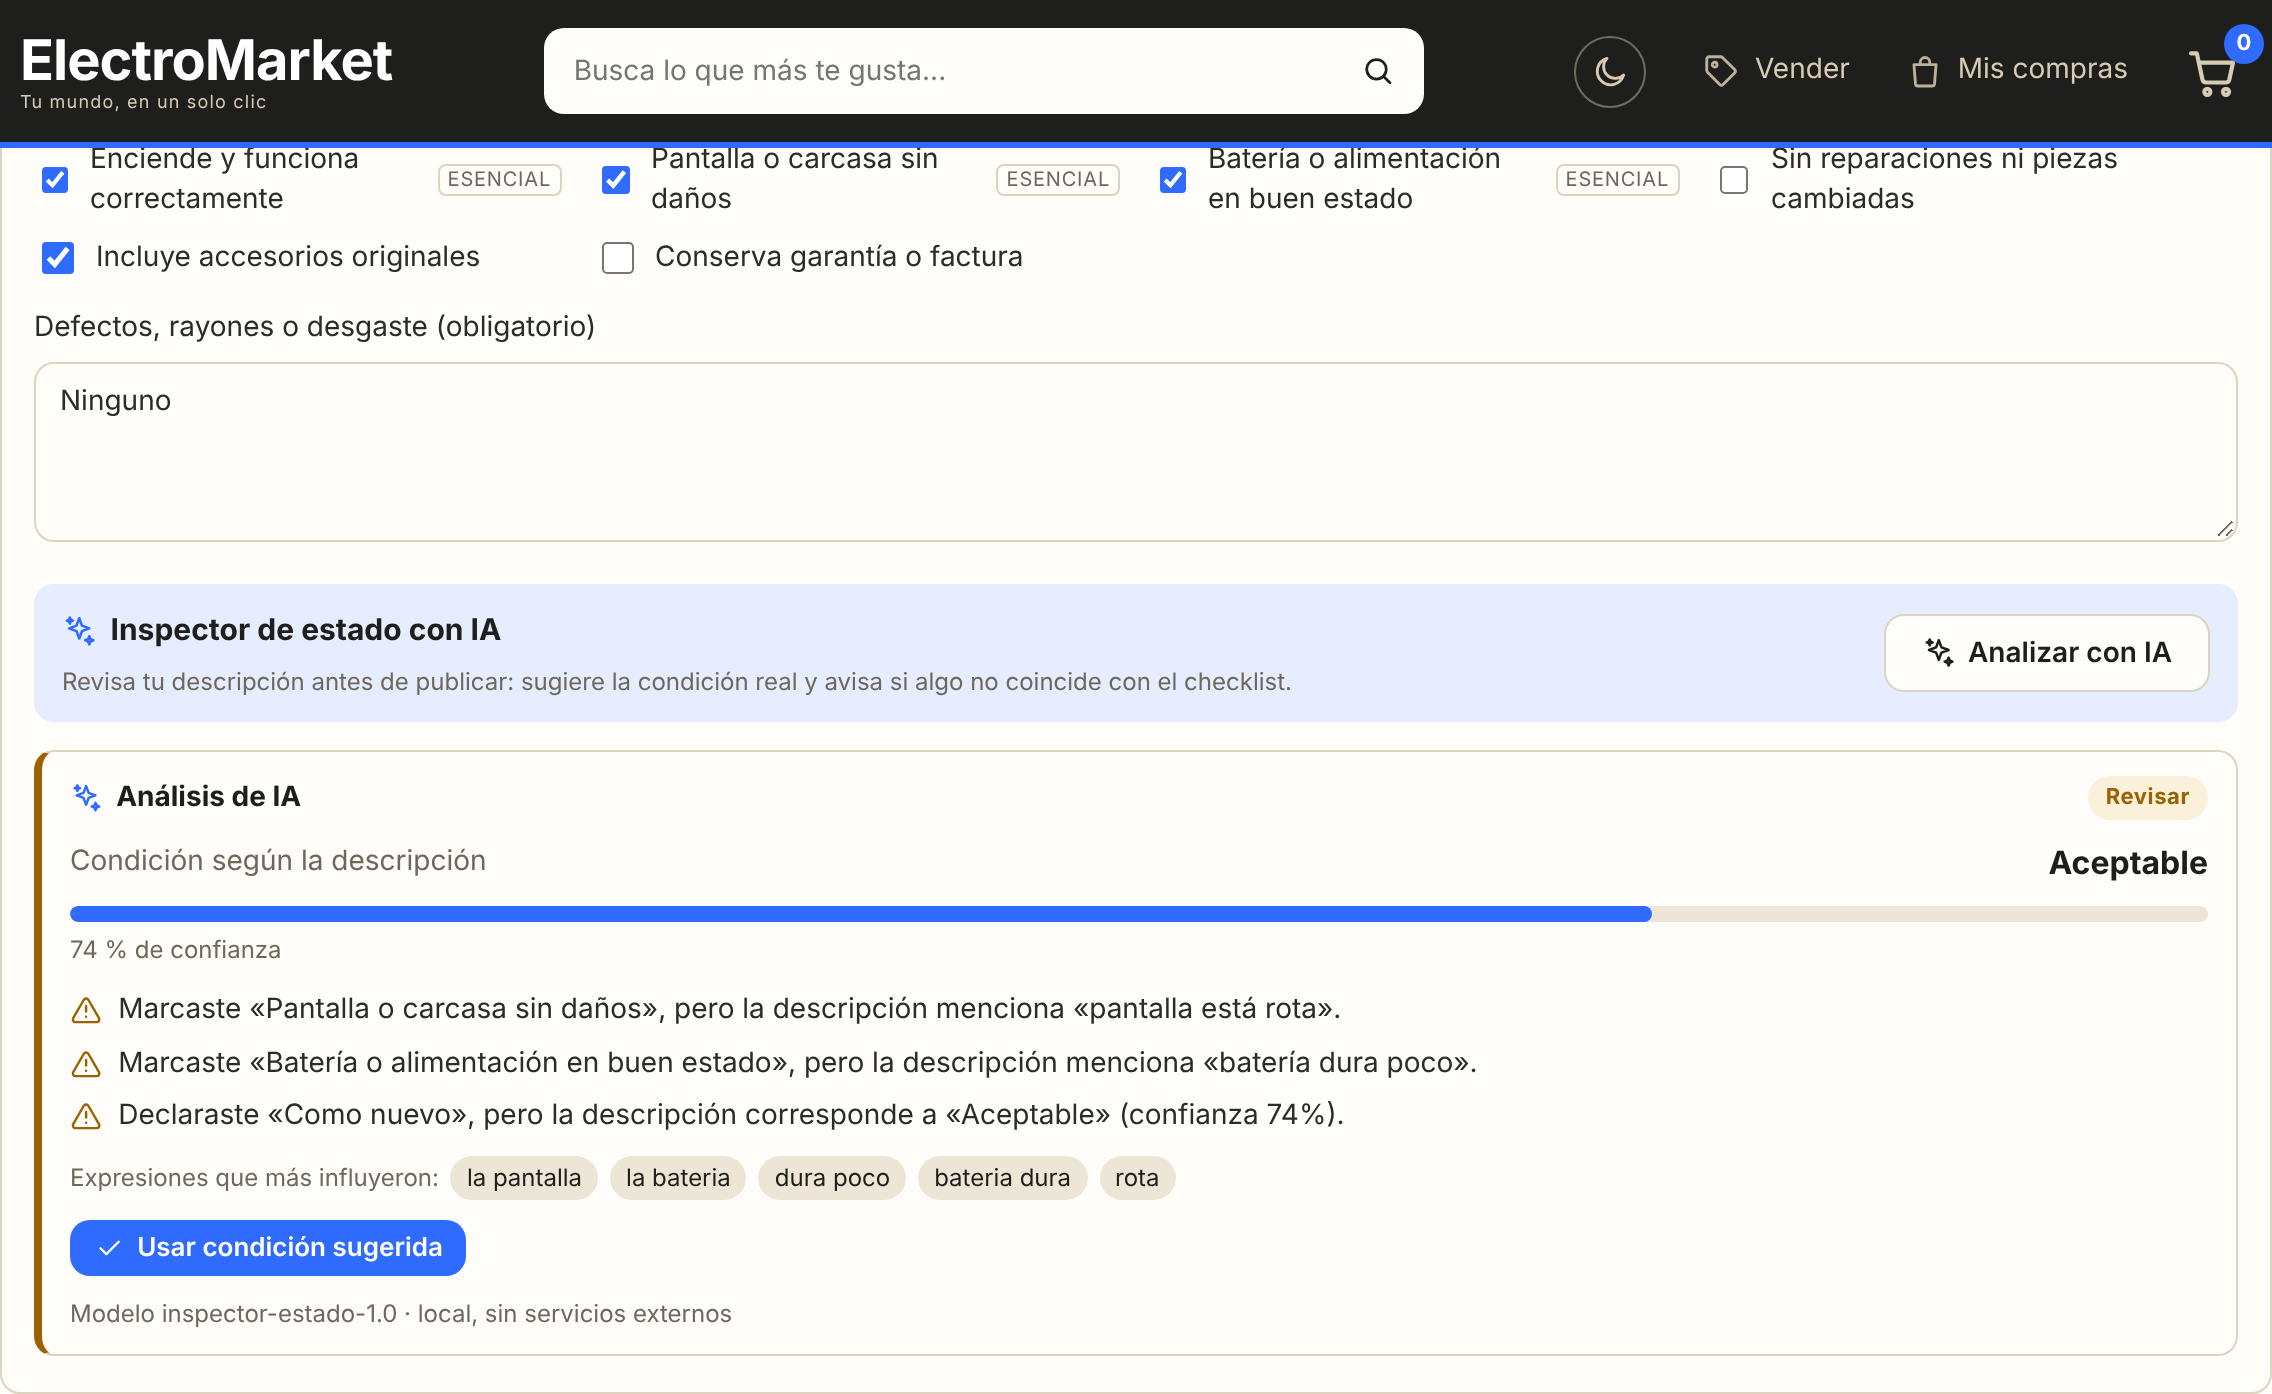 ElectroMarket
Tu mundo, en un solo clic
Busca lo que más te gusta...
Vender
Mis compras
0
Enciende y funciona
correctamente
ESENCIAL
Pantalla o carcasa sin
daños
ESENCIAL
Batería o alimentación
en buen estado
ESENCIAL
Sin reparaciones ni piezas
cambiadas
Incluye accesorios originales
Conserva garantía o factura
Defectos, rayones o desgaste (obligatorio)
Ninguno
Inspector de estado con IA
Revisa tu descripción antes de publicar: sugiere la condición real y avisa si algo no coincide con el checklist.
Analizar con IA
Análisis de IA
Revisar
Condición según la descripción
Aceptable
74 % de confianza
Marcaste «Pantalla o carcasa sin daños», pero la descripción menciona «pantalla está rota».
Marcaste «Batería o alimentación en buen estado», pero la descripción menciona «batería dura poco».
Declaraste «Como nuevo», pero la descripción corresponde a «Aceptable» (confianza 74%).
Expresiones que más influyeron: la pantalla la bateria dura poco bateria dura rota
Usar condición sugerida
Modelo inspector-estado-1.0 · local, sin servicios externos